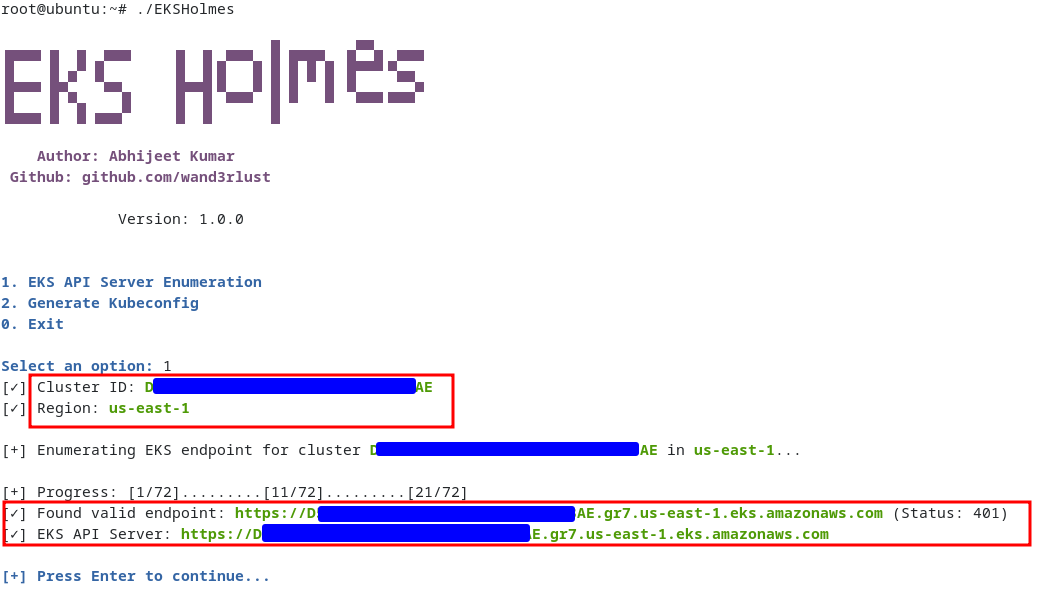 root@ubuntu:~# ./EKSHolmes
EKS Holmes
Author: Abhijeet Kumar
Github: github.com/wand3rlust
Version: 1.0.0
1. EKS API Server Enumeration
2. Generate Kubeconfig
0. Exit
Select an option: 1
[✓] Cluster ID: D AE
[✓] Region: us-east-1
[+] Enumerating EKS endpoint for cluster D AE in us-east-1...
[+] Progress: [1/72].........[11/72].........[21/72]
[✓] Found valid endpoint: https://D AE.gr7.us-east-1.eks.amazonaws.com (Status: 401)
[✓] EKS API Server: https://D E.gr7.us-east-1.eks.amazonaws.com
[+] Press Enter to continue...